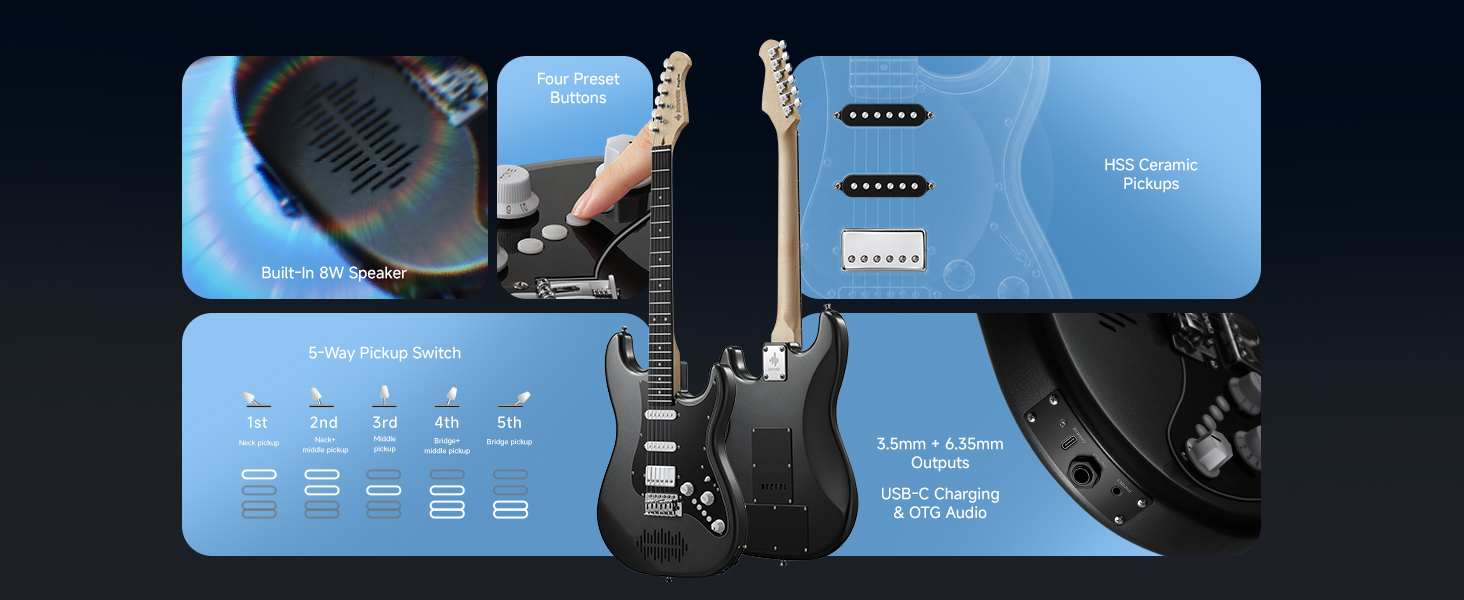 Built-In 8W Speaker
Four Preset
Buttons
HSS Ceramic
Pickups
5-Way Pickup Switch
1st
Neck pickup
2nd
Neck+
middle pickup
3rd
Middle
pickup
4th
Bridge+
middle pickup
5th
Bridge pickup
3.5mm + 6.35mm
Outputs
USB-C Charging
& OTG Audio